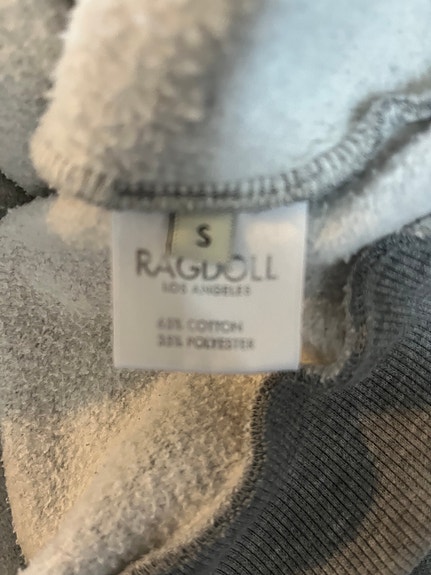 S
RAGDOLL
LOS ANGELES
65% COTTON
35% POLYESTER